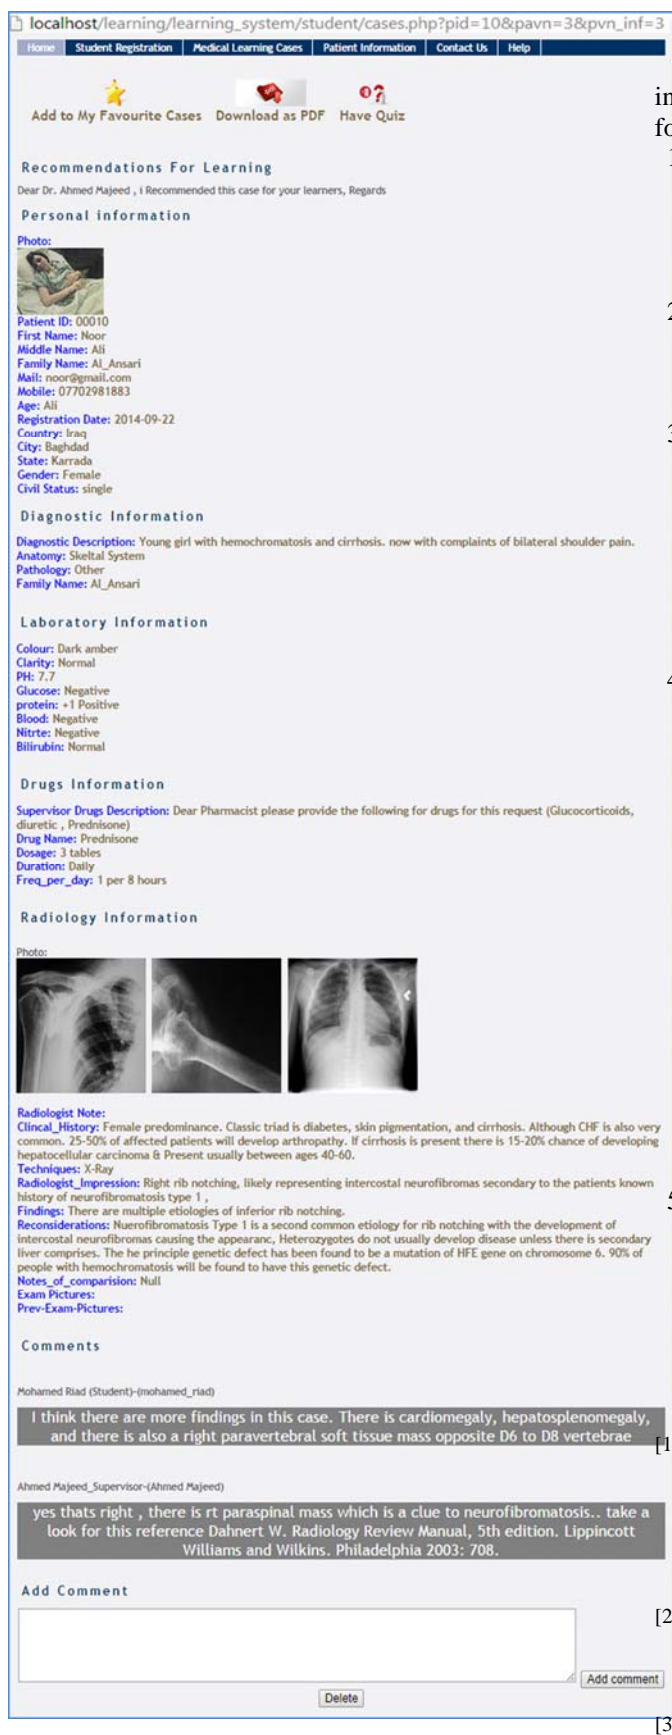 localhost/learning/learning_system/student/cases.php?pid=10&pavn=3&pvn_inf=3
Home Student Registration Medical Learning Cases Patient Information Contact Us Help
Add to My Favourite Cases Download as PDF Have Quiz
Recommendations For Learning
Dear Dr. Ahmed Majeed , i Recommended this case for your learners, Regards
Personal information
Photo:
Patient ID: 00010
First Name: Noor
Middle Name: Ali
Family Name: Al_Ansari
Mail: noor@gmail.com
Mobile: 07702981883
Age: Ali
Registration Date: 2014-09-22
Country: Iraq
City: Baghdad
State: Karrada
Gender: Female
Civil Status: single
Diagnostic Information
Diagnostic Description: Young girl with hemochromatosis and cirrhosis. now with complaints of bilateral shoulder pain.
Anatomy: Skeltal System
Pathology: Other
Family Name: Al_Ansari
Laboratory Information
Colour: Dark amber
Clarity: Normal
PH: 7.7
Glucose: Negative
protein: +1 Positive
Blood: Negative
Nitrte: Negative
Bilirubin: Normal
Drugs Information
Supervisor Drugs Description: Dear Pharmacist please provide the following for drugs for this request (Glucocorticoids,
diuretic , Prednisone)
Drug Name: Prednisone
Dosage: 3 tables
Duration: Daily
Freq_per_day: 1 per 8 hours
Radiology Information
Photo:
Radiologist Note:
Clincal_History: Female predominance. Classic triad is diabetes, skin pigmentation, and cirrhosis. Although CHF is also very
common. 25-50% of affected patients will develop arthropathy. If cirrhosis is present there is 15-20% chance of developing
hepatocellular carcinoma & Present usually between ages 40-60.
Techniques: X-Ray
Radiologist_Impression: Right rib notching, likely representing intercostal neurofibromas secondary to the patients known
history of neurofibromatosis type 1 ,
Findings: There are multiple etiologies of inferior rib notching.
Reconsiderations: Nuerofibromatosis Type 1 is a second common etiology for rib notching with the development of
intercostal neurofibromas causing the appearanc, Heterozygotes do not usually develop disease unless there is secondary
liver comprises. The he principle genetic defect has been found to be a mutation of HFE gene on chromosome 6. 90% of
people with hemochromatosis will be found to have this genetic defect.
Notes_of_comparision: Null
Exam Pictures:
Prev-Exam-Pictures:
Comments
Mohamed Riad (Student)-(mohamed_riad)
I think there are more findings in this case. There is cardiomegaly, hepatosplenomegaly,
and there is also a right paravertebral soft tissue mass opposite D6 to D8 vertebrae
Ahmed Majeed_Supervisor-(Ahmed Majeed)
yes thats right , there is rt paraspinal mass which is a clue to neurofibromatosis.. take a
look for this reference Dahnert W. Radiology Review Manual, 5th edition. Lippincott
Williams and Wilkins. Philadelphia 2003: 708.
Add Comment
Add comment
Delete